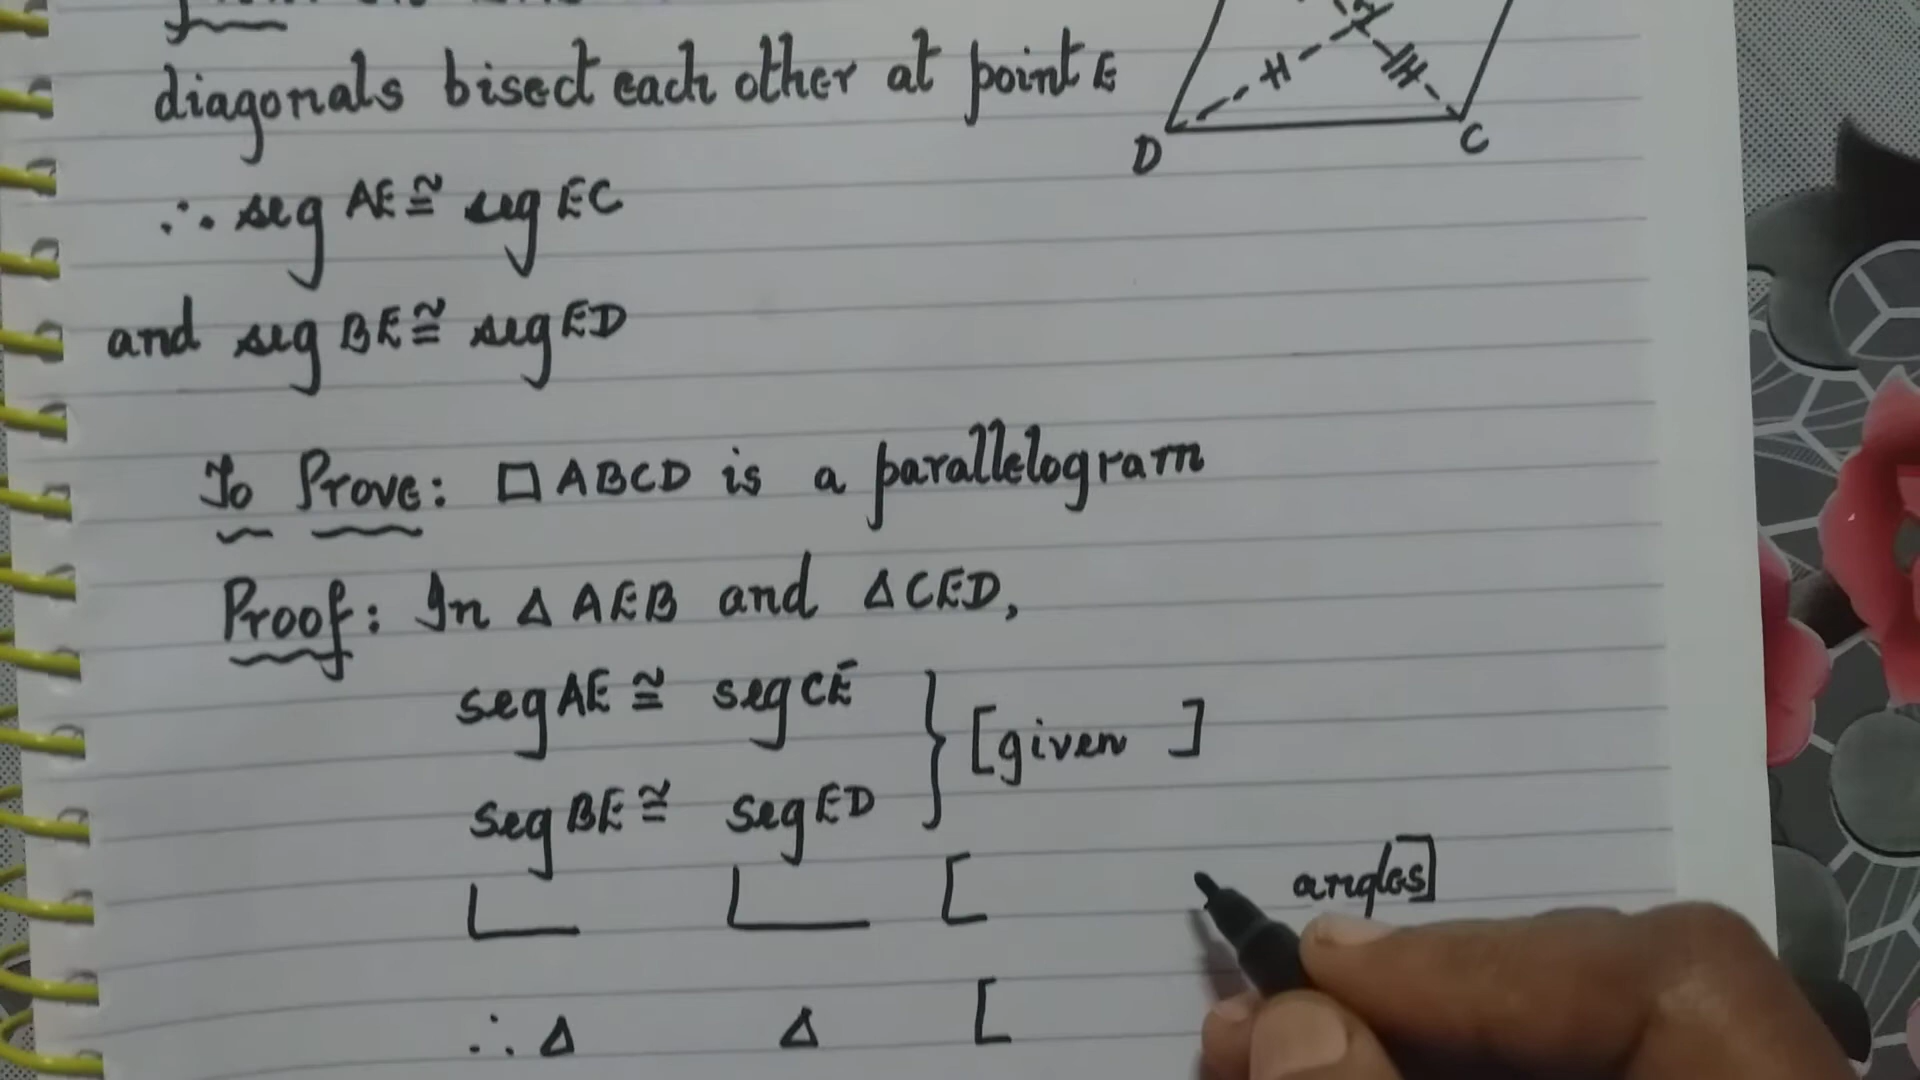 diagonals bisect each other at point E
D
C
∴ seg AE ≅ seg EC
and seg BE ≅ seg ED
To Prove: □ ABCD is a parallelogram
Proof: In Δ AEB and Δ CED,
seg AE ≅ seg CE
[given ]
seg BE ≅ seg ED
∟ ∟ [ angles]
∴ Δ Δ [